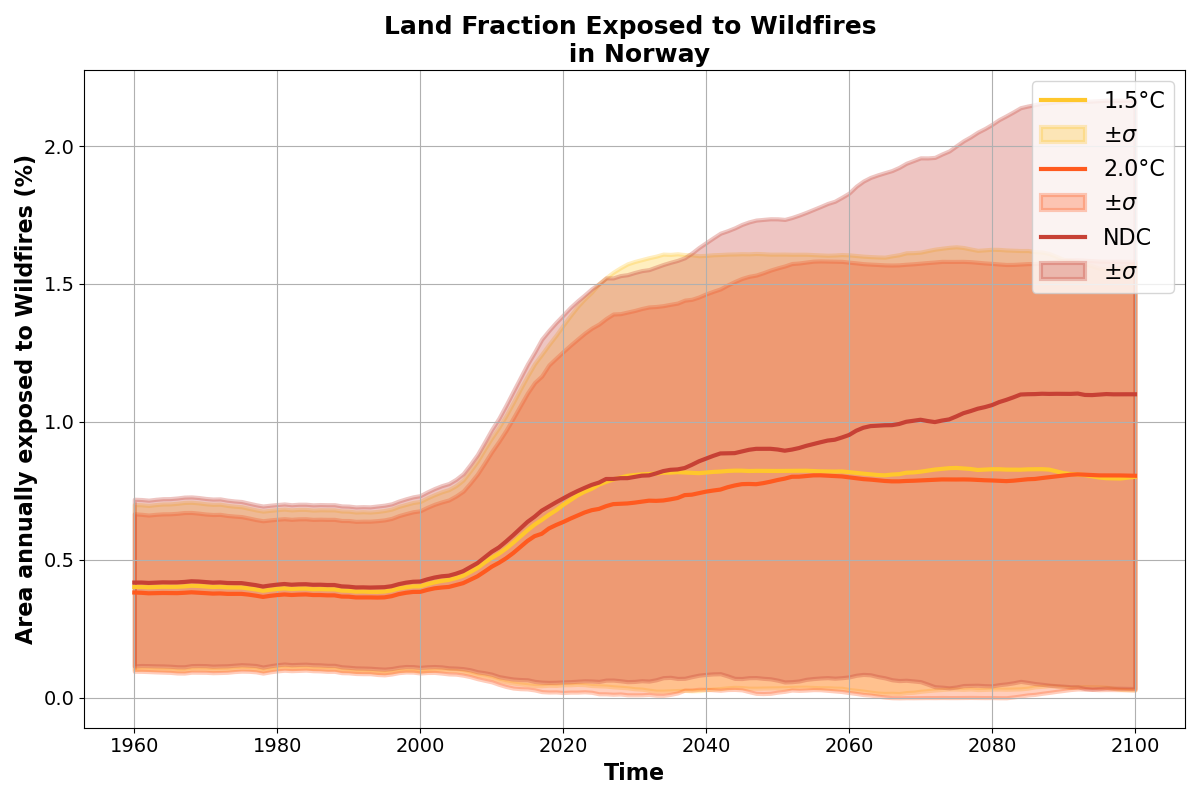 Land Fraction Exposed to Wildfires
in Norway
Area annually exposed to Wildfires (%)
2.0
1.5
1.0
0.5
0.0
1.5°C
±σ
2.0°C
±σ
NDC
±σ
1960 1980 2000 2020 2040 2060 2080 2100
Time